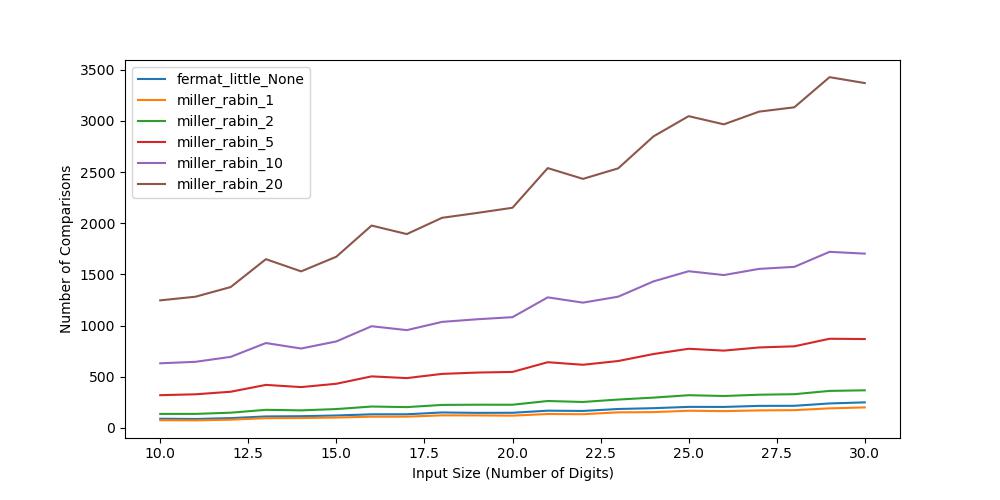 3500
3000
2500
2000
1500
1000
500
0
Number of Comparisons
fermat_little_None
miller_rabin_1
miller_rabin_2
miller_rabin_5
miller_rabin_10
miller_rabin_20
10.0 12.5 15.0 17.5 20.0 22.5 25.0 27.5 30.0
Input Size (Number of Digits)